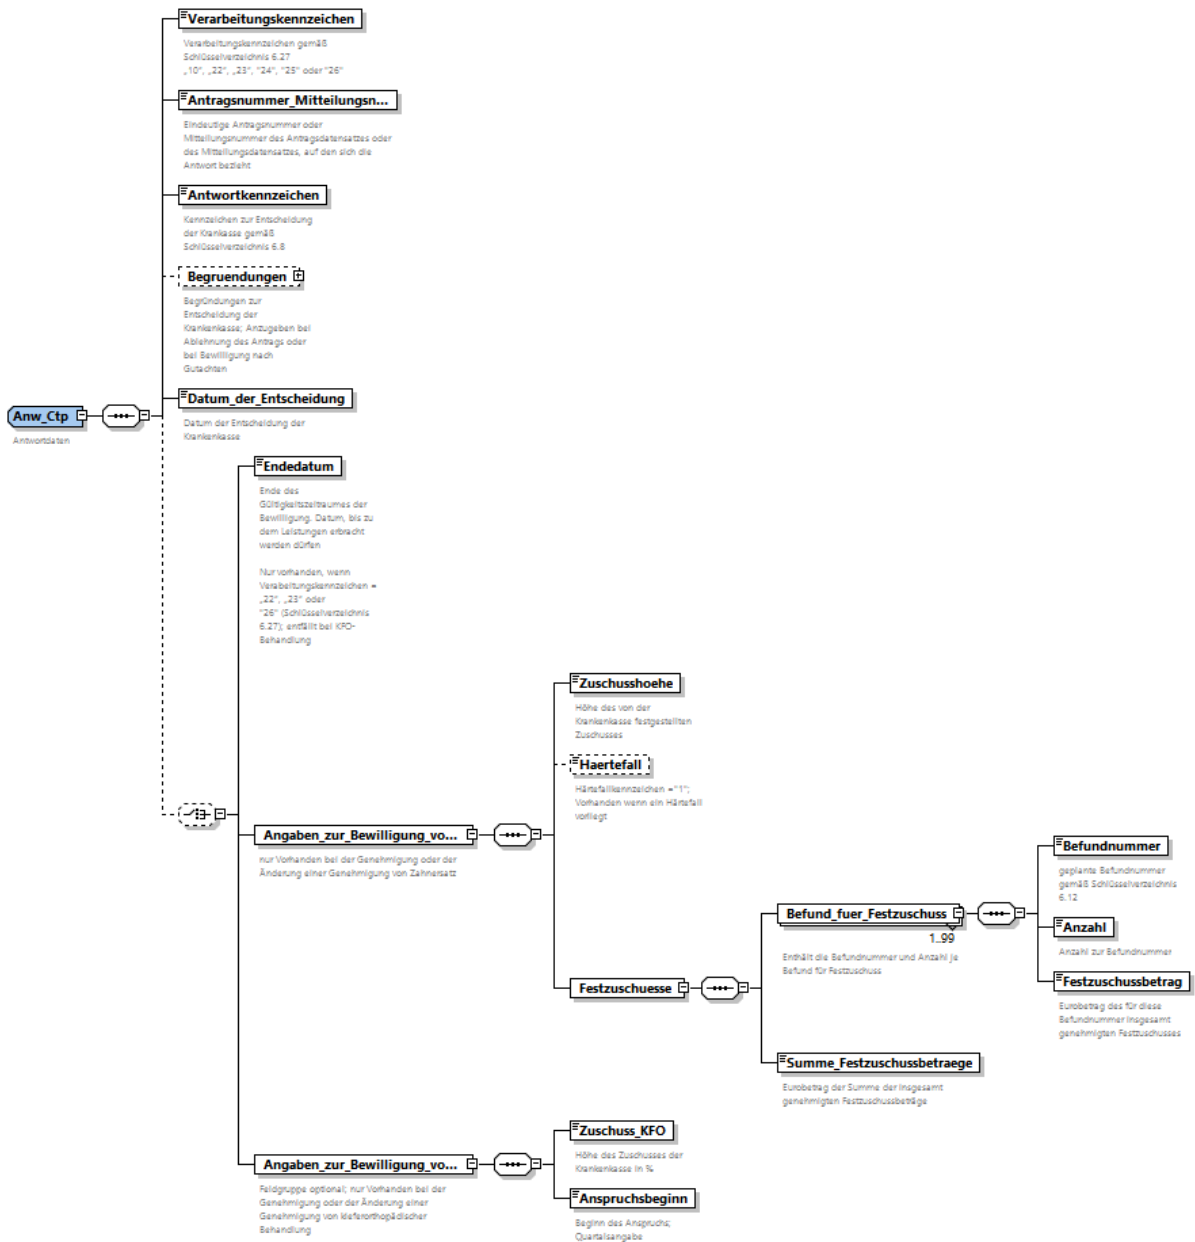 Verarbeitungskennzeichen
Verarbeitungskennzeichen gemäß
Schlüsselverzeichnis 6.27
„10", „22", „23", "24", "25" oder "26"
Antragsnummer_Mitteilungsn...
Eindeutige Antragsnummer oder
Mitteilungsnummer des Antragsdatensatzes oder
des Mitteilungsdatensatzes, auf den sich die
Antwort bezieht
Antwortkennzeichen
Kennzeichen zur Entscheidung
der Krankasse gemäß
Schlüsselverzeichnis 6.8
Begruendungen
Begründungen zur
Entscheidung der
Krankenkasse; Anzugeben bei
Ablehnung des Antrags oder
bei Bewilligung nach
Gutachten
Datum_der_Entscheidung
Datum der Entscheidung der
Krankenkasse
Anw_Ctp
Antwortdaten
Endedatum
Ende des
Gültigkeitszeitraumes der
Bewilligung. Datum, bis zu
dem Leistungen erbracht
werden dürfen
Nur vorhanden, wenn
Verabeitungskennzeichen =
„22", „23" oder
"26" (Schlüsselverzeichnis
6.27); entfällt bei KFO-
Behandlung
Angaben_zur_Bewilligung_vo...
nur Vorhanden bei der Genehmigung oder der
Änderung einer Genehmigung von Zahnersatz
Zuschusshoehe
Höhe des von der
Krankenkasse festgestellten
Zuschusses
Haertefall
Härtefallkennzeichen ="1";
Vorhanden wenn ein Härtefall
vorliegt
Festzuschuesse
Befund_fuer_Festzuschuss
1..99
Enthält die Befundnummer und Anzahl je
Befund für Festzuschuss
Befundnummer
geplante Befundnummer
gemäß Schlüsselverzeichnis
6.12
Anzahl
Anzahl zur Befundnummer
Festzuschussbetrag
Eurobetrag des für diese
Befundnummer insgesamt
genehmigten Festzuschusses
Summe_Festzuschussbetraege
Eurobetrag der Summe der insgesamt
genehmigten Festzuschussbeträge
Angaben_zur_Bewilligung_vo...
Feldgruppe optional; nur Vorhanden bei der
Genehmigung oder der Änderung einer
Genehmigung von kieferorthopädischer
Behandlung
Zuschuss_KFO
Höhe des Zuschusses der
Krankenkasse in %
Anspruchsbeginn
Beginn des Anspruchs;
Quartalsangabe